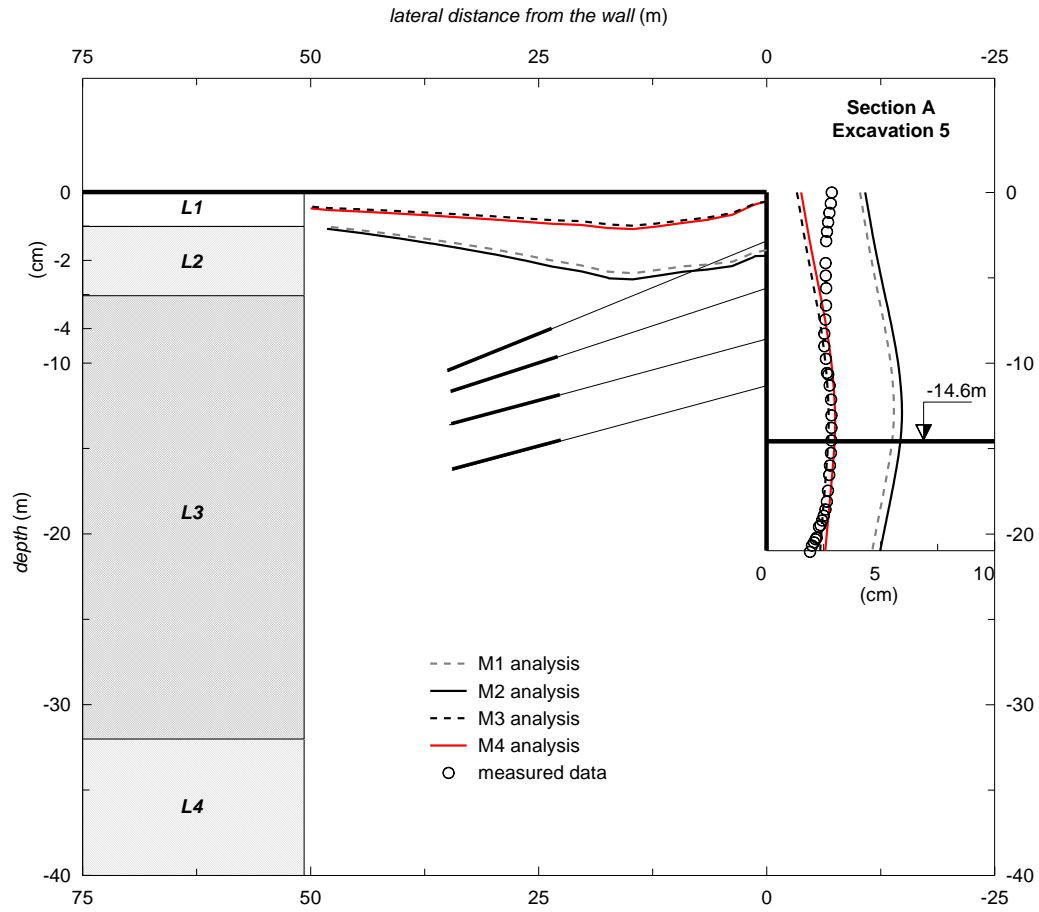 lateral distance from the wall (m)
75 50 25 0 -25
Section A
Excavation 5
0 0
L1
L2
-2
(cm)
-4
-10 -10
-14.6m
L3
depth (m)
-20 -20
0 5 10
(cm)
M1 analysis
M2 analysis
M3 analysis
M4 analysis
measured data
-30 -30
L4
-40 -40
75 50 25 0 -25